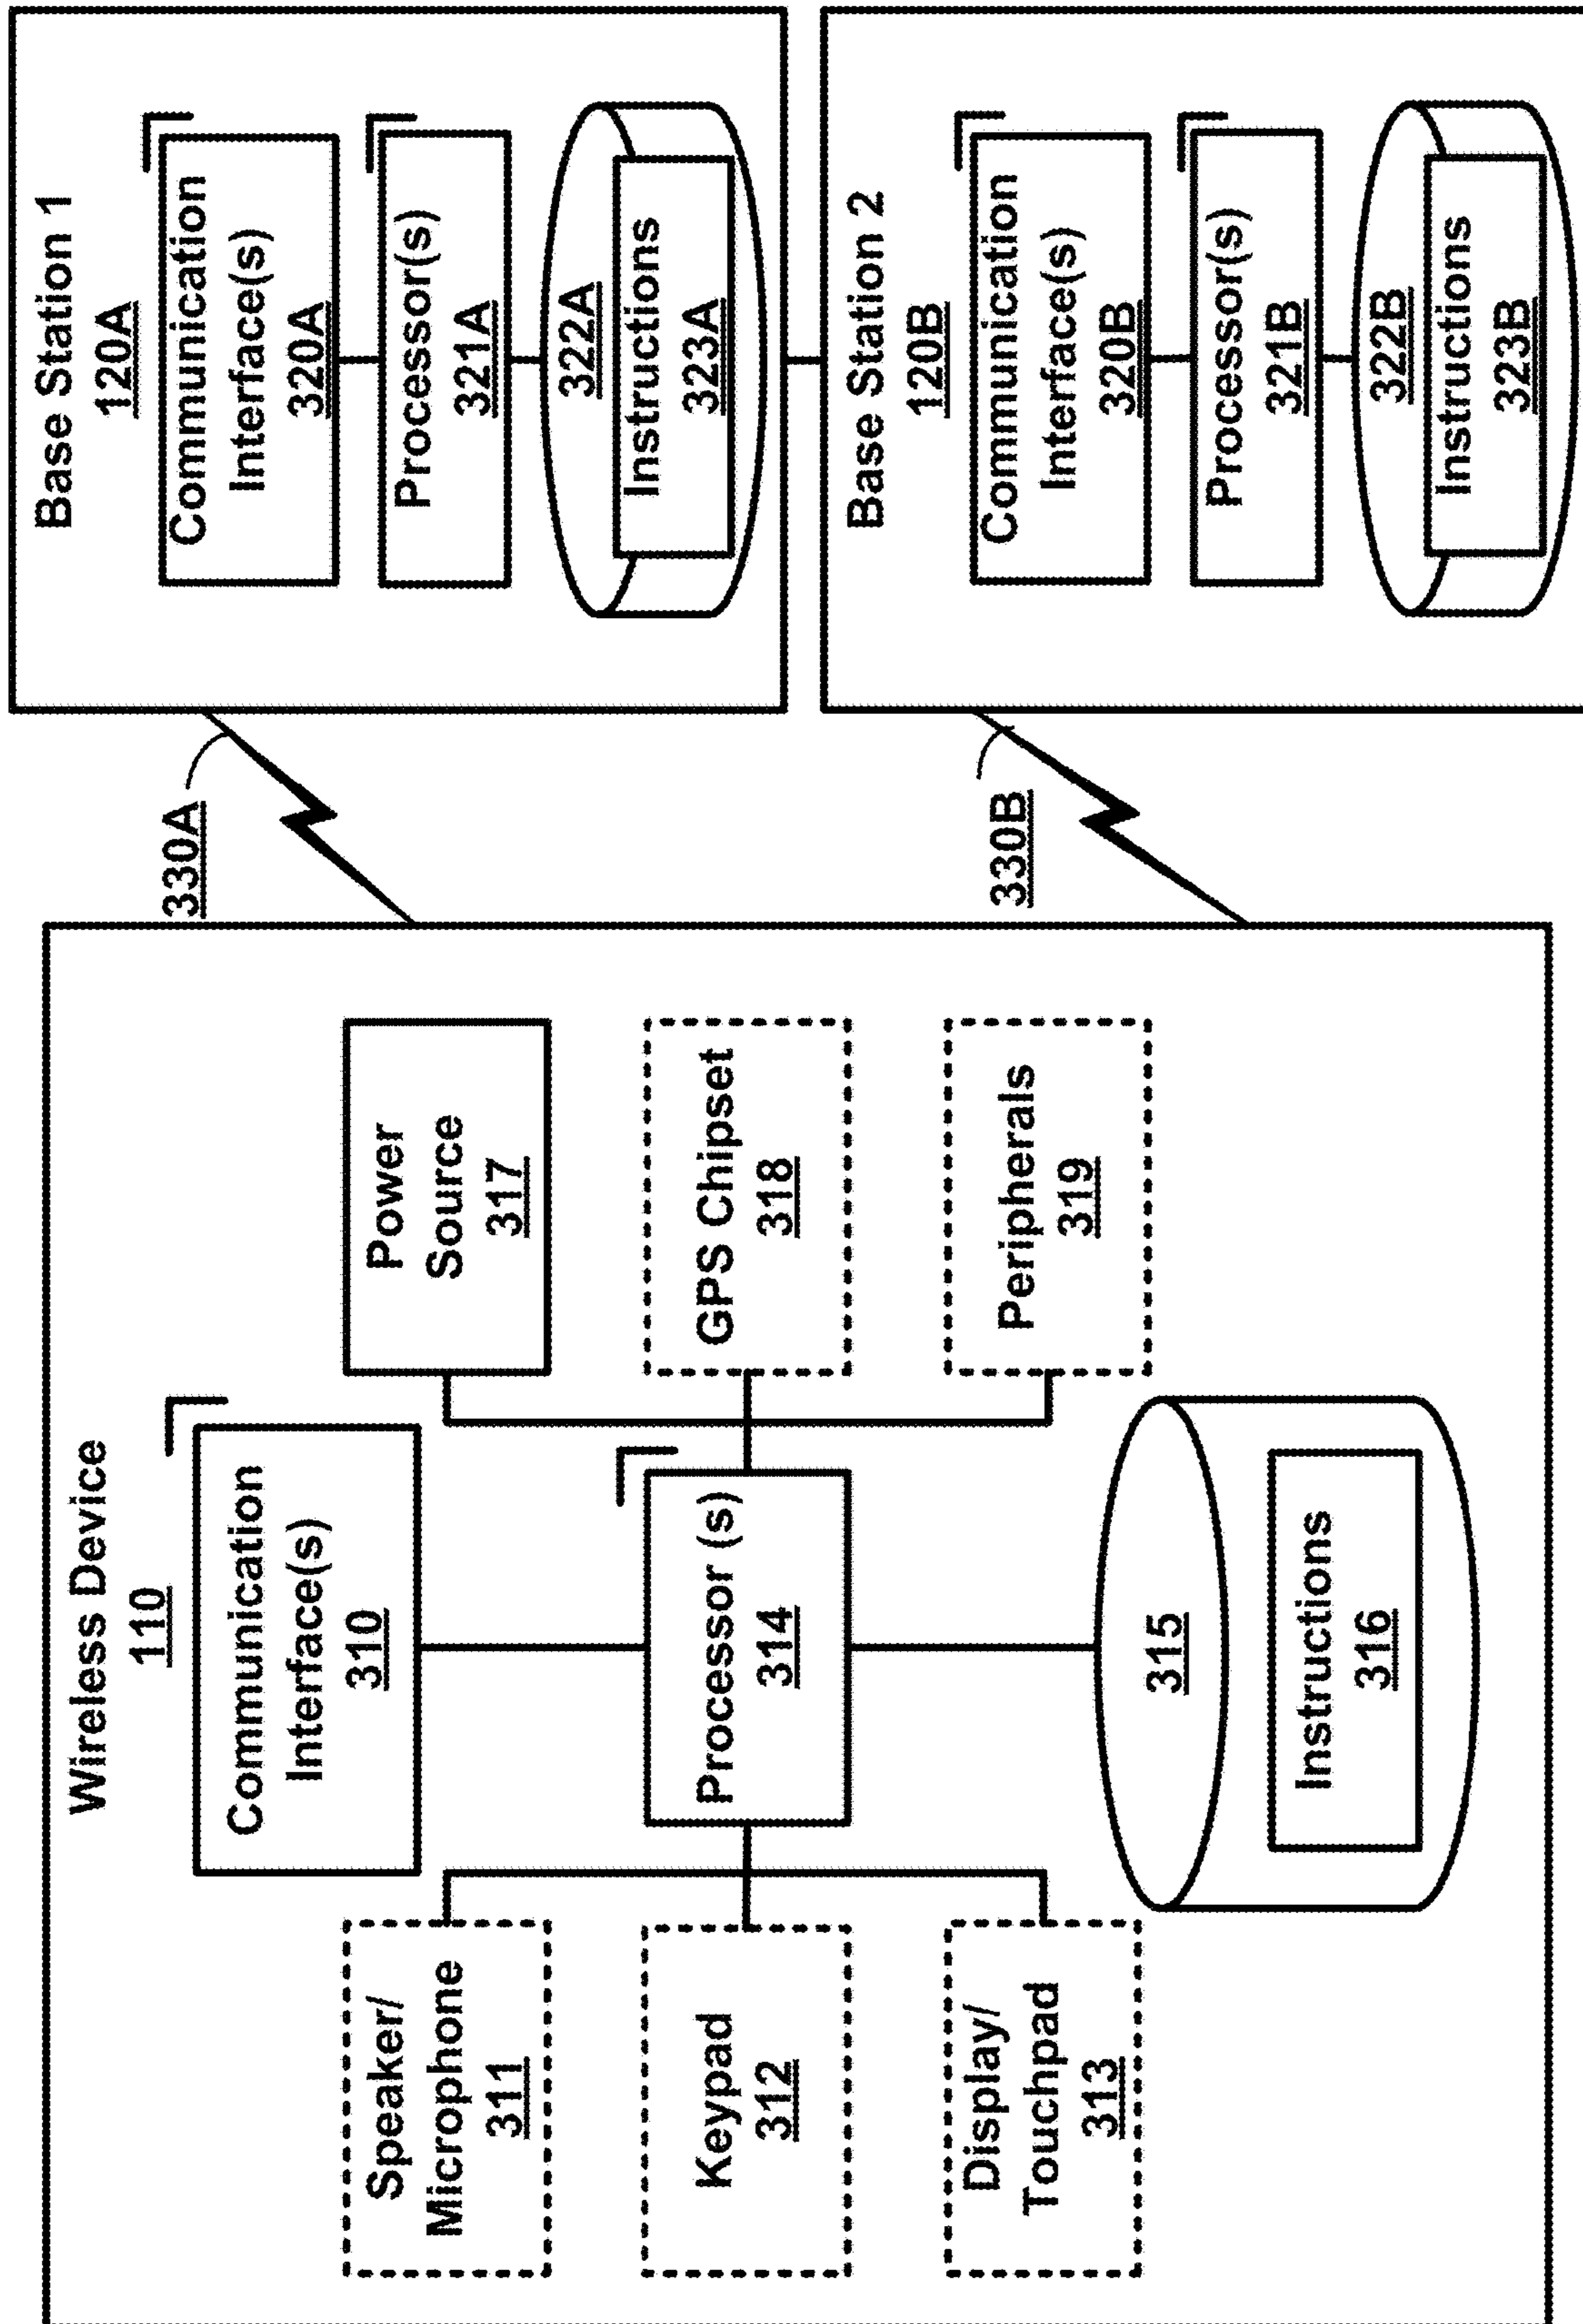 Wireless Device
110
Communication
Interface(s)
310
Speaker/
Microphone
311
Keypad
312
Display/
Touchpad
313
Processor (s)
314
315
Instructions
316
Power
Source
317
GPS Chipset
318
Peripherals
319
330A
330B
Base Station 1
120A
Communication
Interface(s)
320A
Processor(s)
321A
322A
Instructions
323A
Base Station 2
120B
Communication
Interface(s)
320B
Processor(s)
321B
322B
Instructions
323B